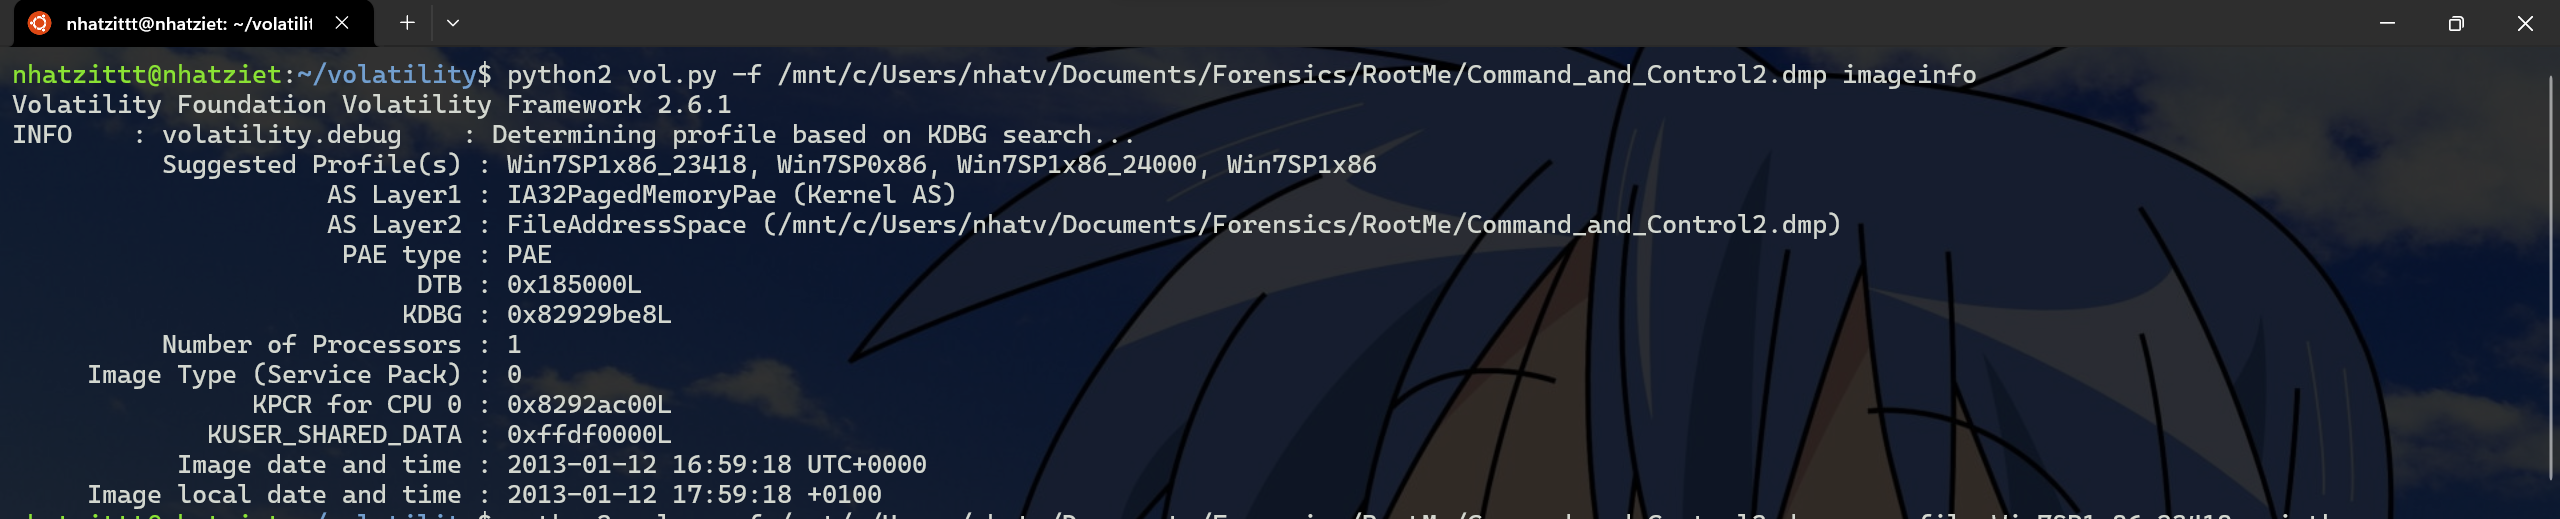 nhatzittt@nhatziet: ~/volatilit
nhatzittt@nhatziet:~/volatility$ python2 vol.py -f /mnt/c/Users/nhatv/Documents/Forensics/RootMe/Command_and_Control2.dmp imageinfo
Volatility Foundation Volatility Framework 2.6.1
INFO    : volatility.debug    : Determining profile based on KDBG search...
Suggested Profile(s) : Win7SP1x86_23418, Win7SP0x86, Win7SP1x86_24000, Win7SP1x86
AS Layer1 : IA32PagedMemoryPae (Kernel AS)
AS Layer2 : FileAddressSpace (/mnt/c/Users/nhatv/Documents/Forensics/RootMe/Command_and_Control2.dmp)
PAE type : PAE
DTB : 0x185000L
KDBG : 0x82929be8L
Number of Processors : 1
Image Type (Service Pack) : 0
KPCR for CPU 0 : 0x8292ac00L
KUSER_SHARED_DATA : 0xffdf0000L
Image date and time : 2013-01-12 16:59:18 UTC+0000
Image local date and time : 2013-01-12 17:59:18 +0100